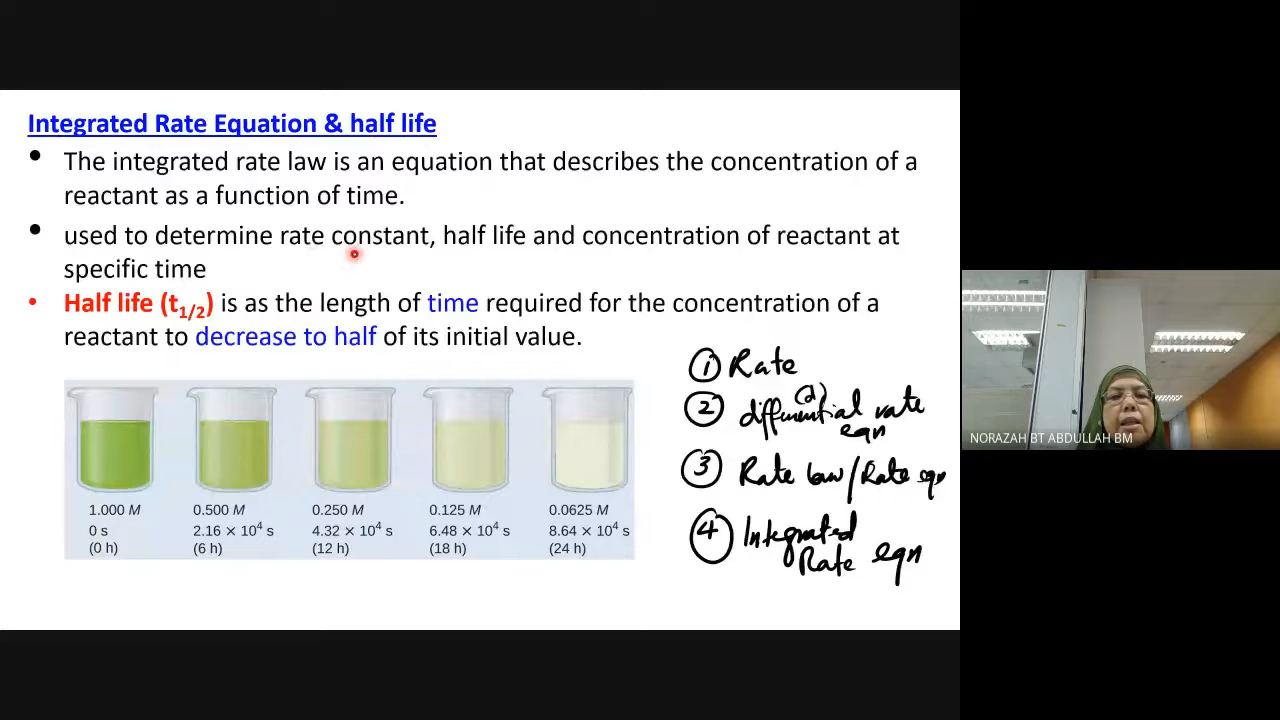 Integrated Rate Equation & half life
• The integrated rate law is an equation that describes the concentration of a
reactant as a function of time.
• used to determine rate constant, half life and concentration of reactant at
specific time
• Half life (t1/2) is as the length of time required for the concentration of a
reactant to decrease to half of its initial value.
1.000 M 0.500 M 0.250 M 0.125 M 0.0625 M
0 s 2.16 × 10⁴ s 4.32 × 10⁴ s 6.48 × 10⁴ s 8.64 × 10⁴ s
(0 h) (6 h) (12 h) (18 h) (24 h)
① Rate
(d)
② differential rate
eqn
③ Rate law/Rate eqn
④ Integrated
Rate eqn
NORAZAH BT ABDULLAH BM